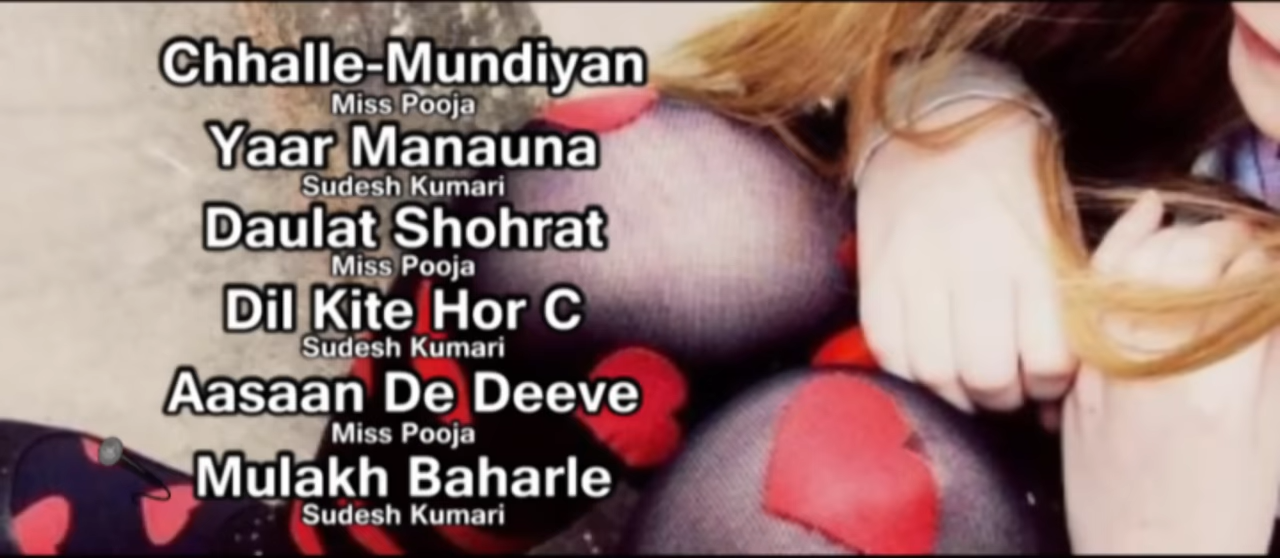 Chhalle-Mundiyan
Miss Pooja
Yaar Manauna
Sudesh Kumari
Daulat Shohrat
Miss Pooja
Dil Kite Hor C
Sudesh Kumari
Aasaan De Deeve
Miss Pooja
Mulakh Baharle
Sudesh Kumari